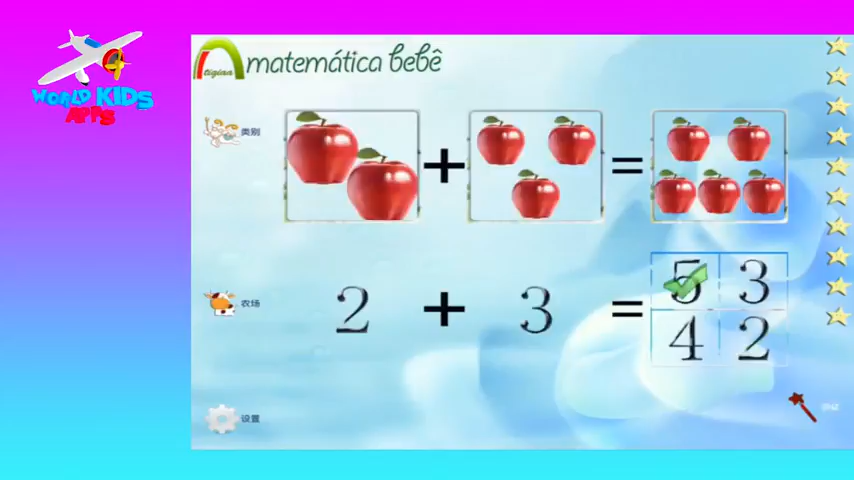 WORLD KIDS
APPS
matemática bebê
类别
+ =
农场
2 + 3 = 5 3
4 2
设置